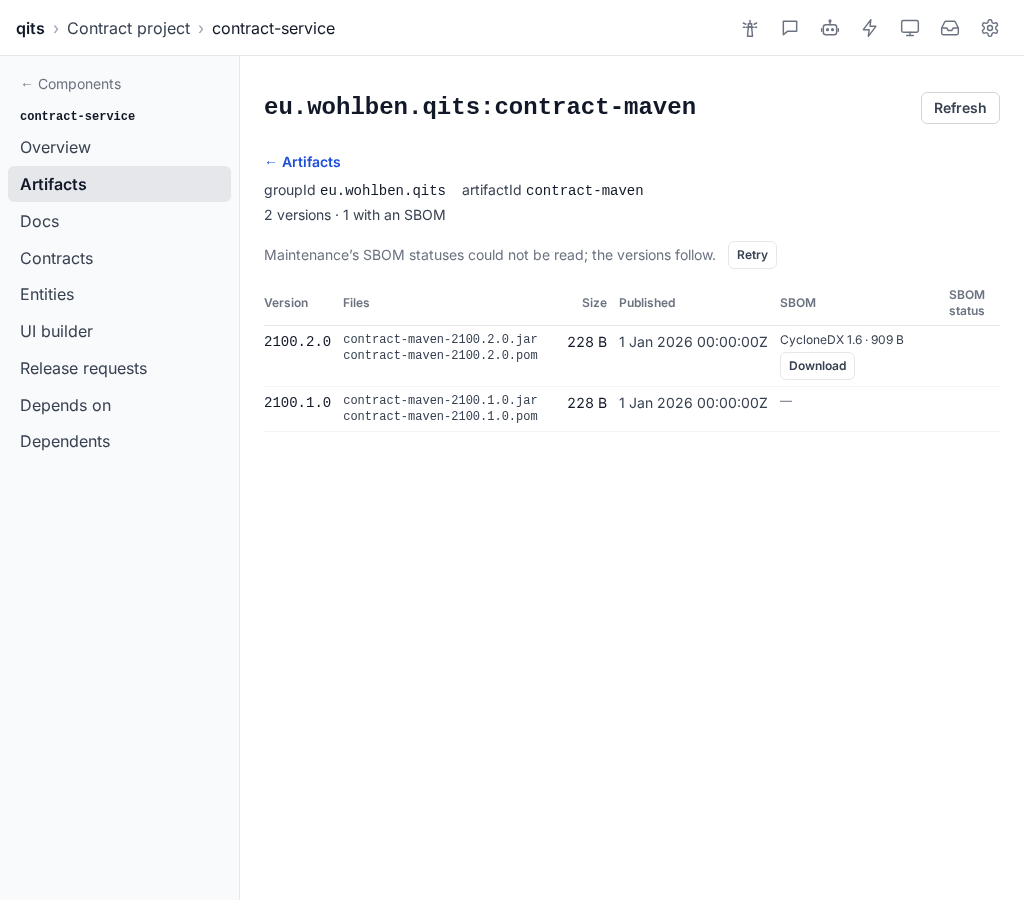 qits › Contract project › contract-service
← Components
contract-service
Overview
Artifacts
Docs
Contracts
Entities
UI builder
Release requests
Depends on
Dependents
eu.wohlben.qits:contract-maven
Refresh
← Artifacts
groupId eu.wohlben.qits artifactId contract-maven
2 versions · 1 with an SBOM
Maintenance’s SBOM statuses could not be read; the versions follow. Retry
Version Files Size Published SBOM SBOM status
2100.2.0 contract-maven-2100.2.0.jar 228 B 1 Jan 2026 00:00:00Z CycloneDX 1.6 · 909 B
contract-maven-2100.2.0.pom
Download
2100.1.0 contract-maven-2100.1.0.jar 228 B 1 Jan 2026 00:00:00Z —
contract-maven-2100.1.0.pom